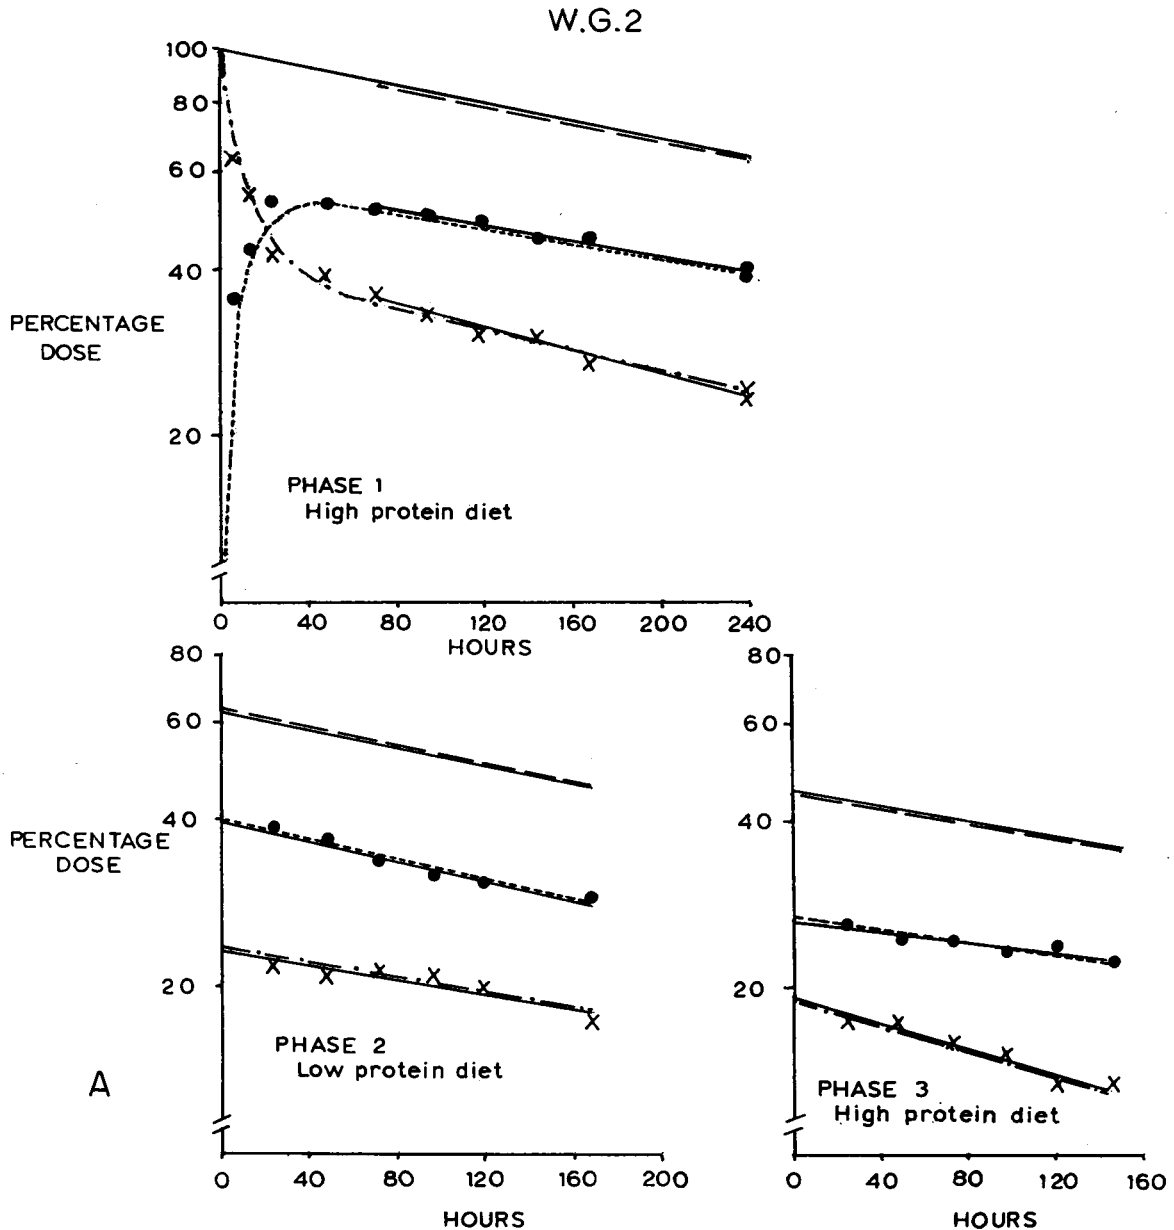 W.G.2
100
80
60
40
PERCENTAGE
DOSE
20
PHASE 1
High protein diet
0 40 80 120 160 200 240
HOURS
80
60
40
PERCENTAGE
DOSE
20
PHASE 2
Low protein diet
A
0 40 80 120 160 200
HOURS
80
60
40
20
PHASE 3
High protein diet
0 40 80 120 160
HOURS